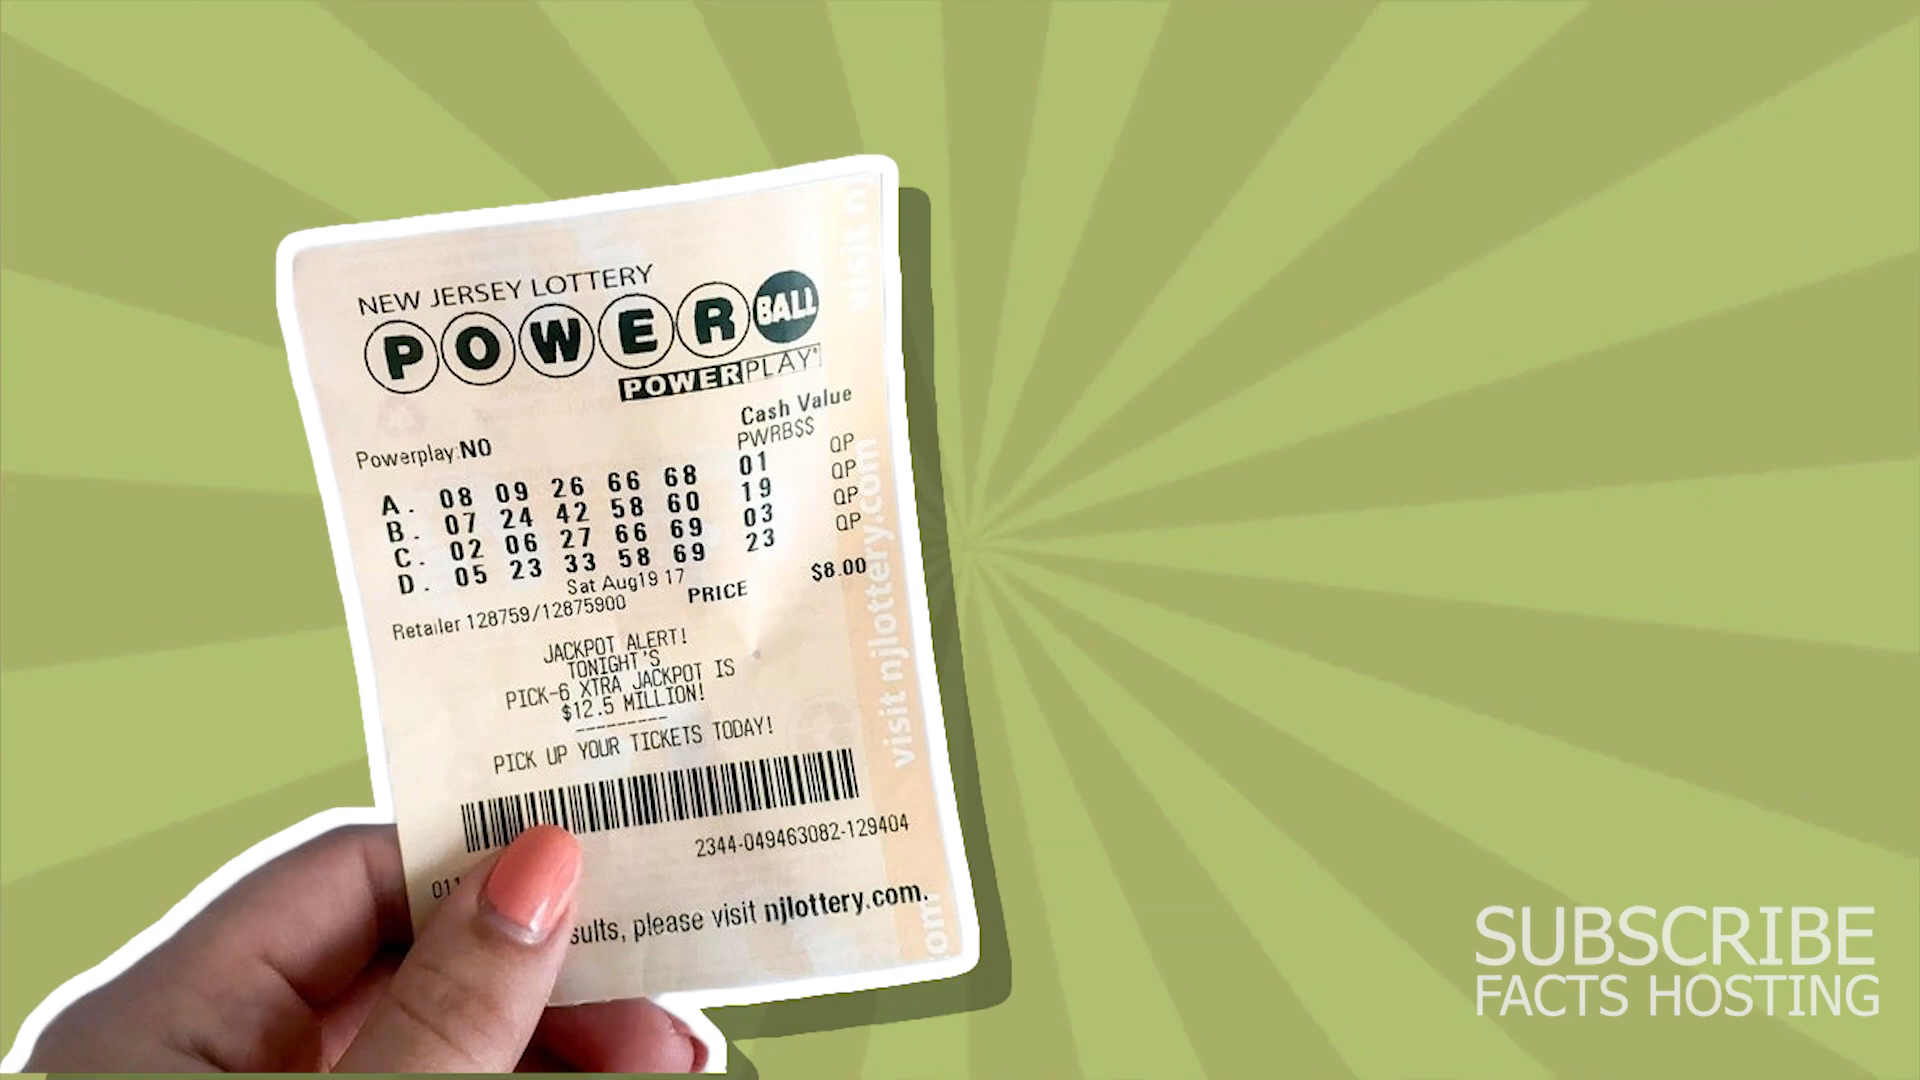 NEW JERSEY LOTTERY
POWERBALL
POWERPLAY®
Cash Value
Powerplay:NO PWRB$$
A. 08 09 26 66 68 01 QP
B. 07 24 42 58 60 19 QP
C. 02 06 27 66 69 03 QP
D. 05 23 33 58 69 23 QP
Sat Aug19 17
PRICE $8.00
Retailer 128759/12875900
JACKPOT ALERT!
TONIGHT'S
PICK-6 XTRA JACKPOT IS
$12.5 MILLION!
----------
PICK UP YOUR TICKETS TODAY!
2344-049463082-129404
011
sults, please visit njlottery.com.
visit n
visit njlottery.com
om
SUBSCRIBE
FACTS HOSTING